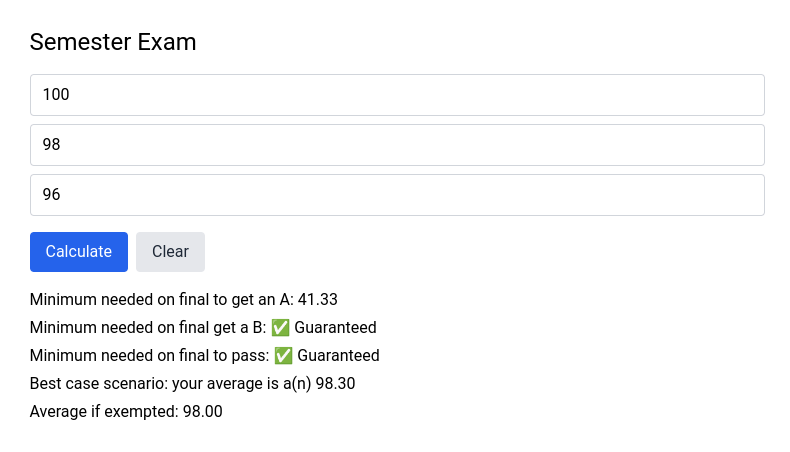 Semester Exam
100
98
96
Calculate Clear
Minimum needed on final to get an A: 41.33
Minimum needed on final get a B: ✅ Guaranteed
Minimum needed on final to pass: ✅ Guaranteed
Best case scenario: your average is a(n) 98.30
Average if exempted: 98.00